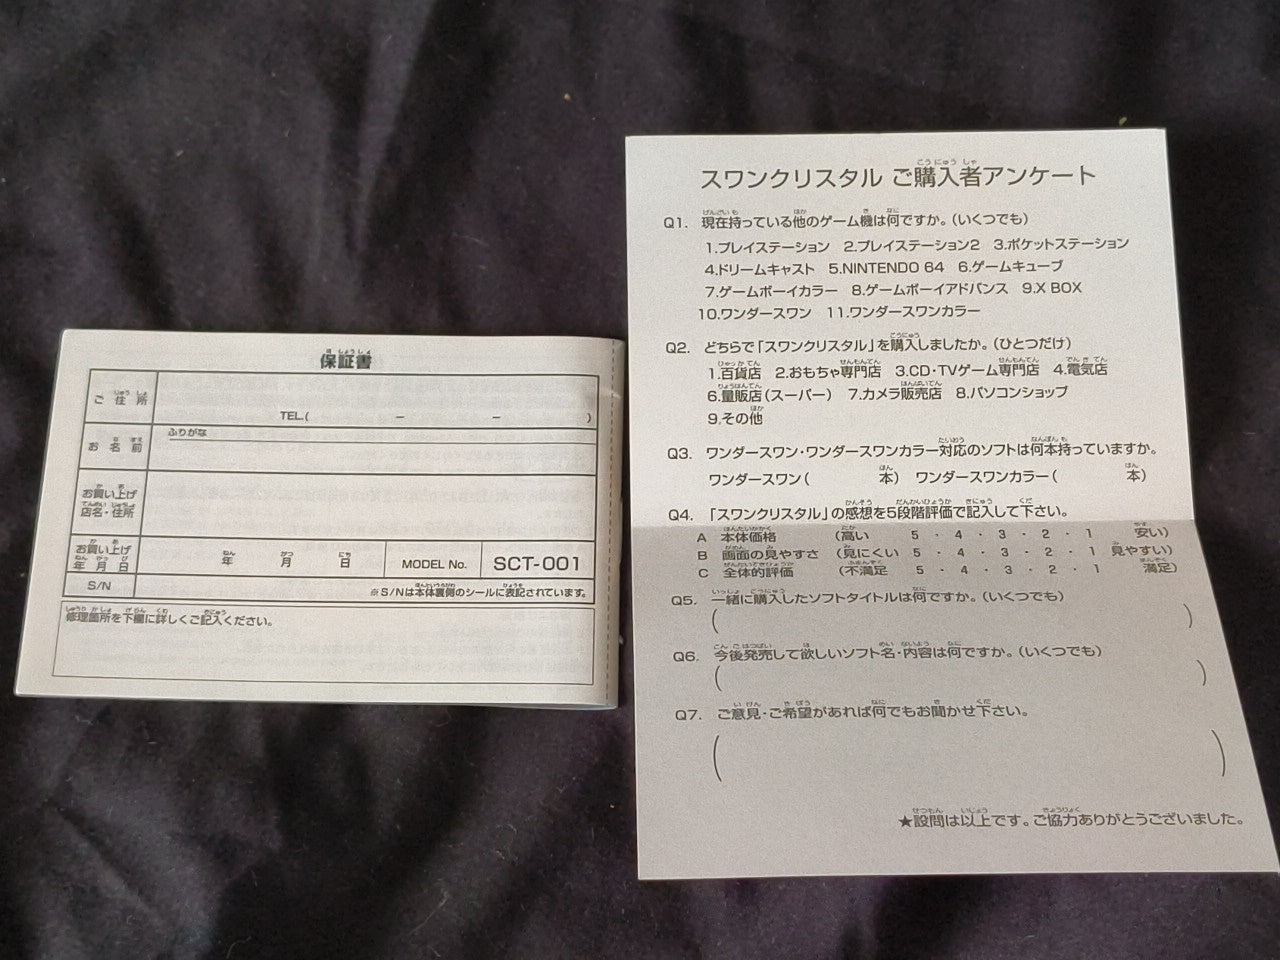 保証書
ご住所
TEL.( － － )
お名前
ふりがな
お買い上げ
店名・住所
お買い上げ
年月日
年 月 日
MODEL No.
SCT-001
S/N
※S/Nは本体裏側のシールに表記されています。
修理箇所を下欄に詳しくご記入ください。
スワンクリスタル ご購入者アンケート
Q1. 現在持っている他のゲーム機は何ですか。(いくつでも)
1.プレイステーション 2.プレイステーション2 3.ポケットステーション
4.ドリームキャスト 5.NINTENDO 64 6.ゲームキューブ
7.ゲームボーイカラー 8.ゲームボーイアドバンス 9.X BOX
10.ワンダースワン 11.ワンダースワンカラー
Q2. どちらで「スワンクリスタル」を購入しましたか。(ひとつだけ)
1.百貨店 2.おもちゃ専門店 3.CD・TVゲーム専門店 4.電気店
6.量販店(スーパー) 7.カメラ販売店 8.パソコンショップ
9.その他
Q3. ワンダースワン・ワンダースワンカラー対応のソフトは何本持っていますか。
ワンダースワン( 本) ワンダースワンカラー( 本)
Q4. 「スワンクリスタル」の感想を5段階評価で記入して下さい。
A 本体価格 (高い 5・4・3・2・1 安い)
B 画面の見やすさ (見にくい 5・4・3・2・1 見やすい)
C 全体的評価 (不満足 5・4・3・2・1 満足)
Q5. 一緒に購入したソフトタイトルは何ですか。(いくつでも)
( )
Q6. 今後発売して欲しいソフト名・内容は何ですか。(いくつでも)
( )
Q7. ご意見・ご希望があれば何でもお聞かせ下さい。
( )
★設問は以上です。ご協力ありがとうございました。